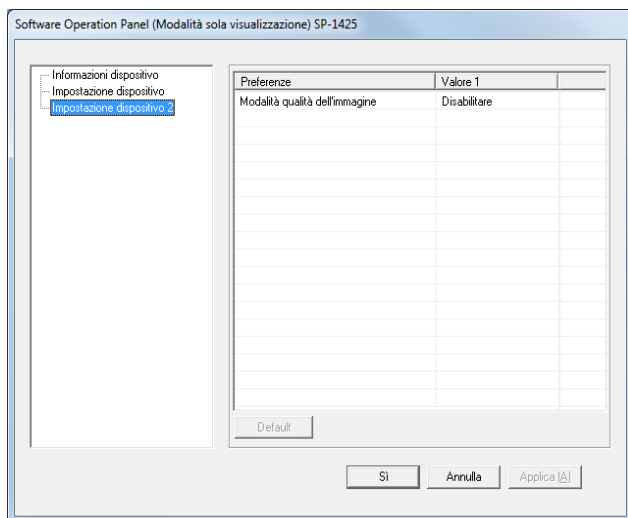 Software Operation Panel (Modalità sola visualizzazione) SP-1425
Informazioni dispositivo
Impostazione dispositivo
Impostazione dispositivo 2
Preferenze Valore 1
Modalità qualità dell'immagine Disabilitare
Default
Sì Annulla Applica (A)